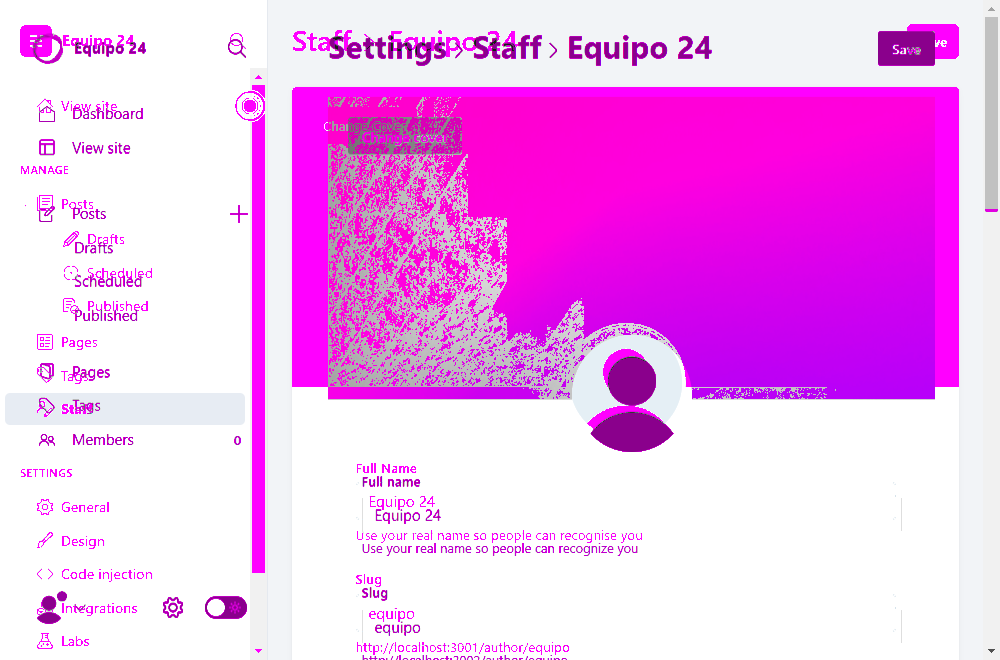 Equipo 24
Equipo 24
Staff › Equipo 24
Settings › Staff › Equipo 24
Save
View site
Dashboard
View site
MANAGE
Posts
Posts
Drafts
Drafts
Scheduled
Scheduled
Published
Published
Pages
Pages
Tags
Tags
Staff
Members 0
SETTINGS
General
Design
Code injection
Integrations
Labs
Change cover
Full Name
Full name
Equipo 24
Equipo 24
Use your real name so people can recognise you
Use your real name so people can recognize you
Slug
Slug
equipo
equipo
http://localhost:3001/author/equipo